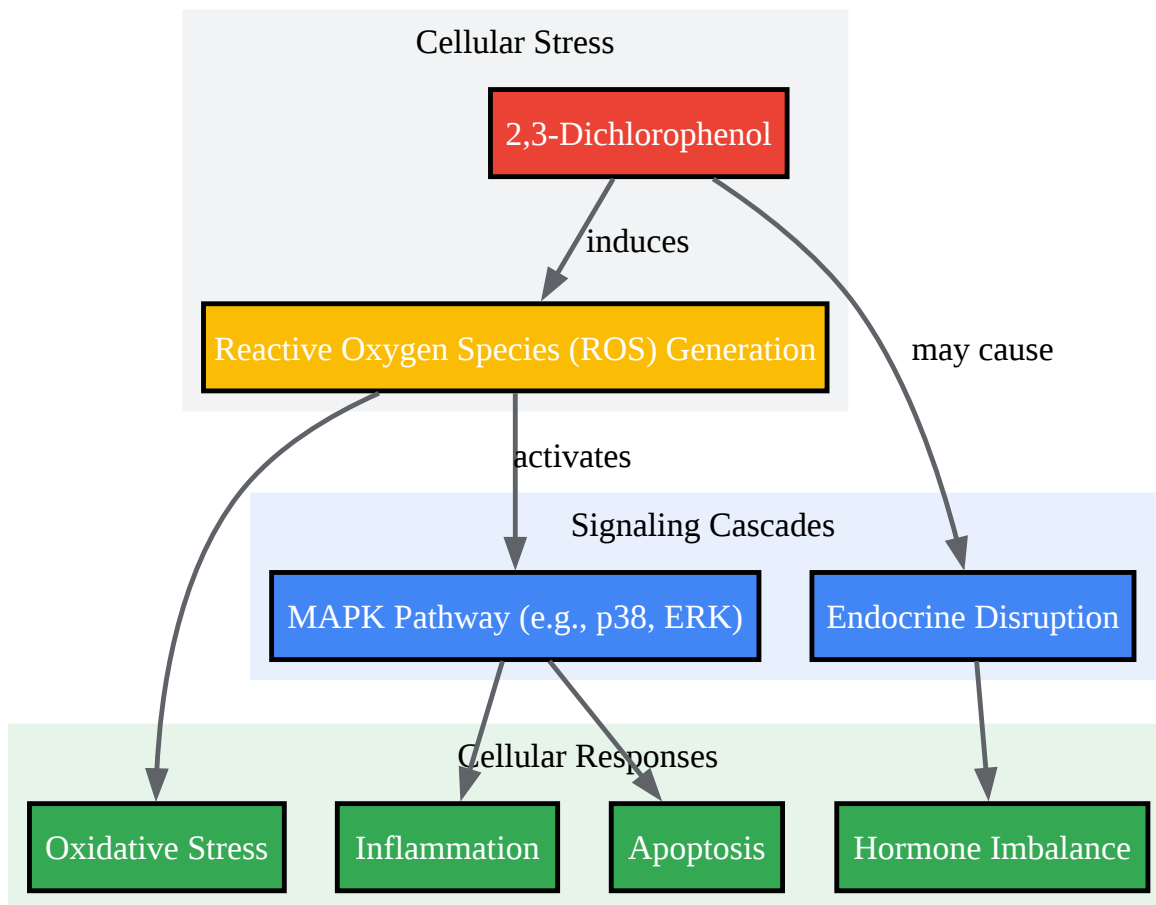 Cellular Stress
2,3-Dichlorophenol
induces
Reactive Oxygen Species (ROS) Generation
may cause
activates
Signaling Cascades
MAPK Pathway (e.g., p38, ERK)
Endocrine Disruption
Cellular Responses
Oxidative Stress
Inflammation
Apoptosis
Hormone Imbalance